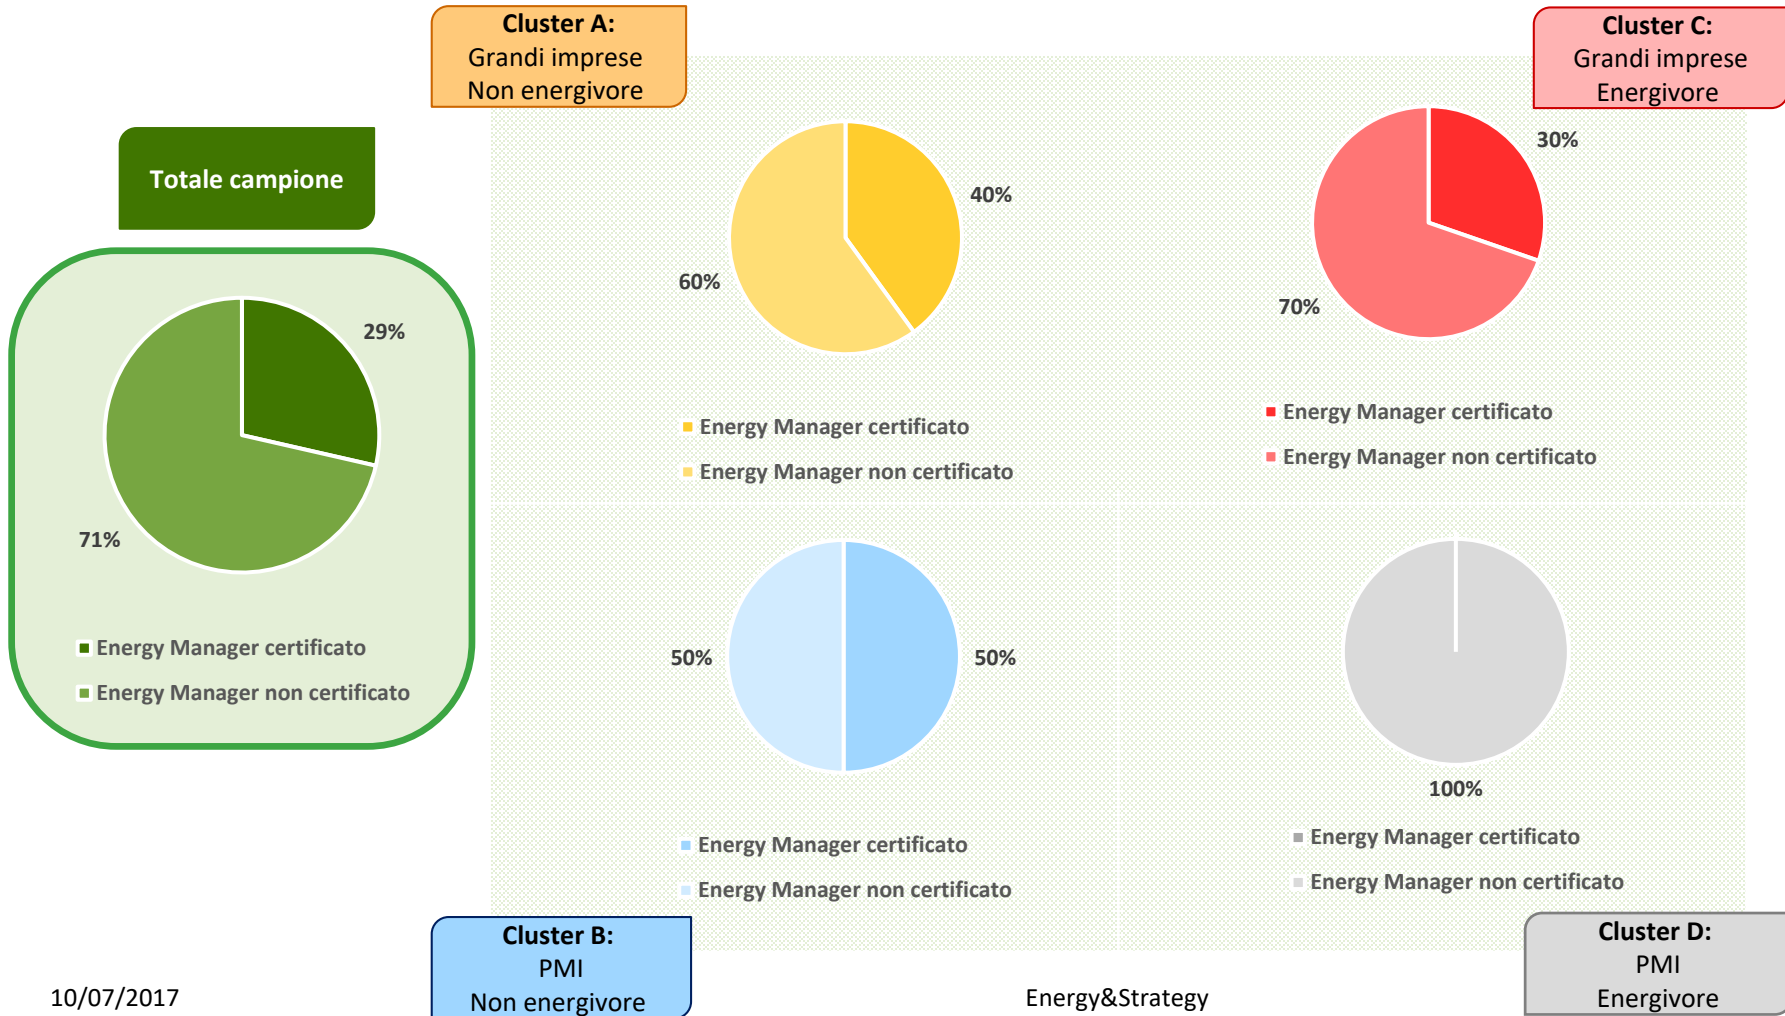 Cluster A:
Grandi imprese
Non energivore
Cluster C:
Grandi imprese
Energivore
Totale campione
29%
71%
Energy Manager certificato
Energy Manager non certificato
40%
60%
Energy Manager certificato
Energy Manager non certificato
30%
70%
Energy Manager certificato
Energy Manager non certificato
50%
50%
Energy Manager certificato
Energy Manager non certificato
100%
Energy Manager certificato
Energy Manager non certificato
Cluster B:
PMI
Non energivore
Cluster D:
PMI
Energivore
10/07/2017
Energy&Strategy